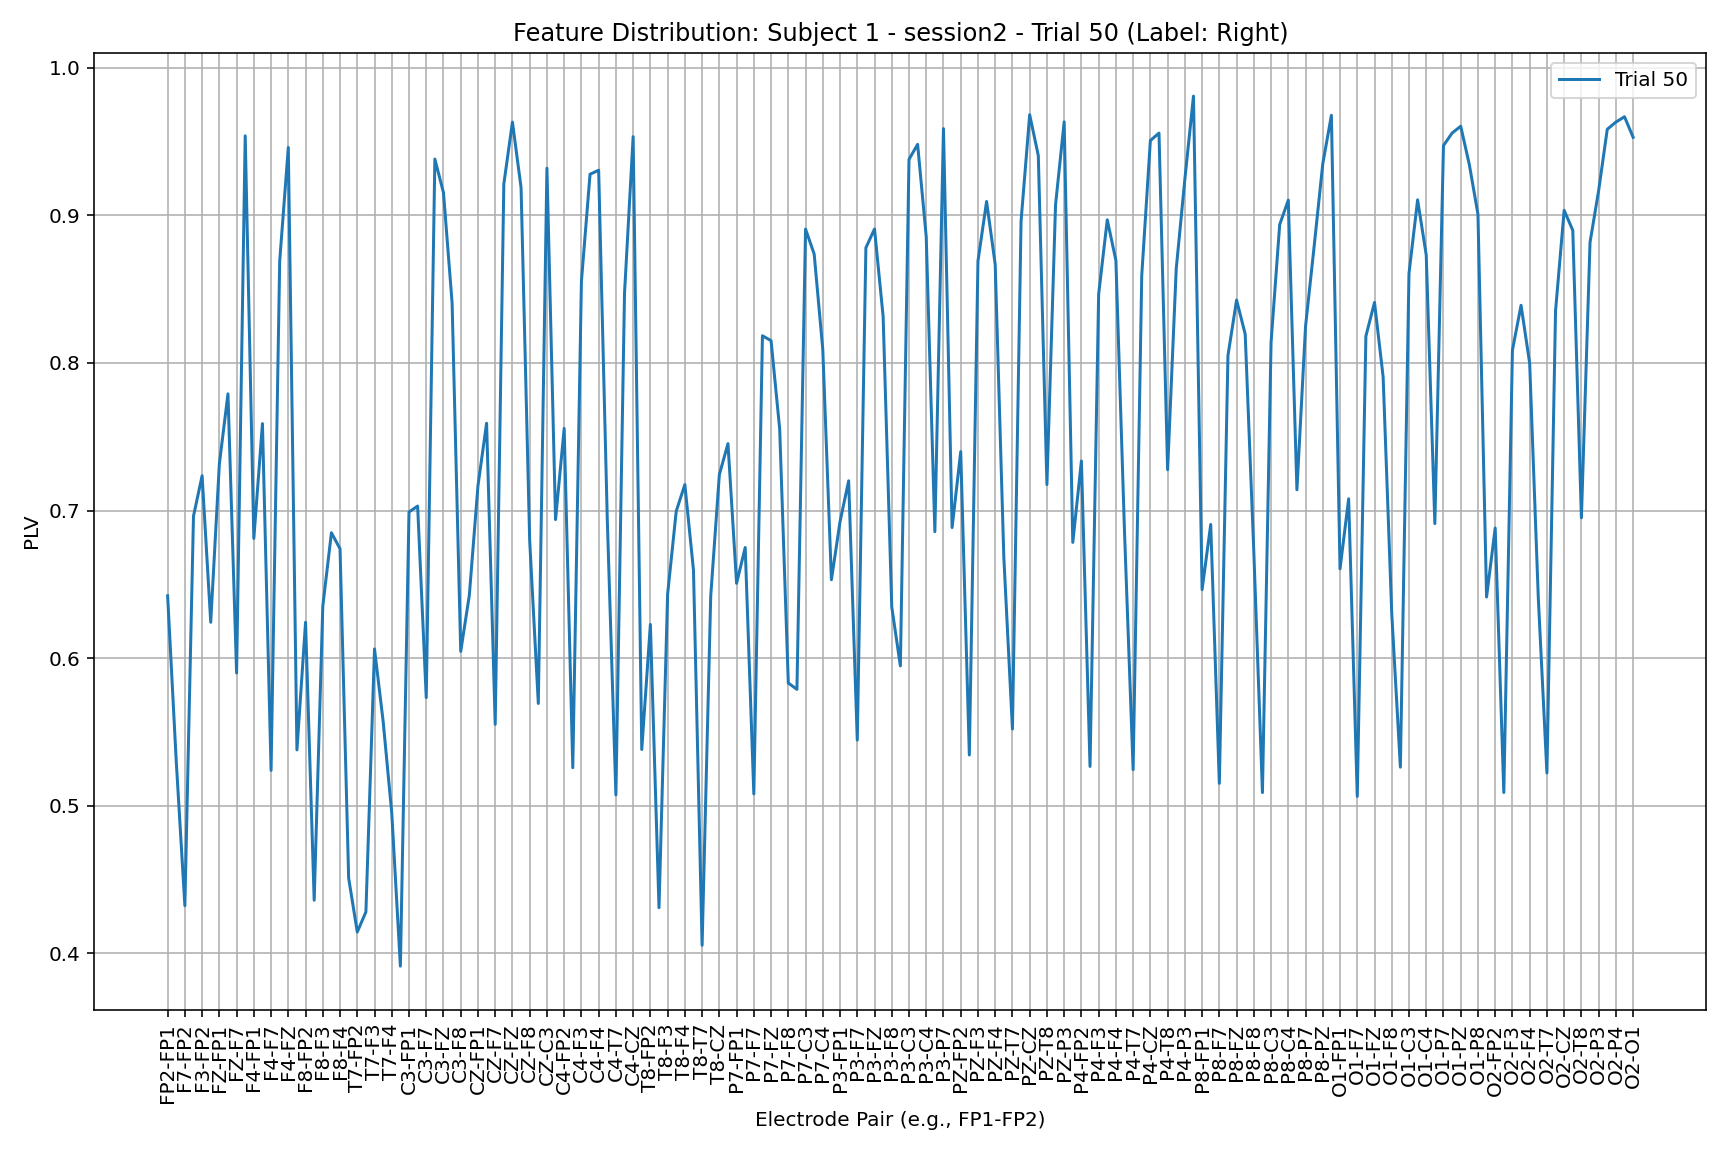 Feature Distribution: Subject 1 - session2 - Trial 50 (Label: Right)
Trial 50
1.0
0.9
0.8
0.7
0.6
0.5
0.4
PLV
FP2-FP1
F7-FP2
F3-FP2
FZ-FP1
FZ-F7
F4-FP1
F4-F7
F4-FZ
F8-FP2
F8-F3
F8-F4
T7-FP2
T7-F3
T7-F4
C3-FP1
C3-F7
C3-FZ
C3-F8
CZ-FP1
CZ-F7
CZ-FZ
CZ-F8
CZ-C3
C4-FP2
C4-F3
C4-F4
C4-T7
C4-CZ
T8-FP2
T8-F3
T8-F4
T8-T7
T8-CZ
P7-FP1
P7-F7
P7-FZ
P7-F8
P7-C3
P7-C4
P3-FP1
P3-F7
P3-FZ
P3-F8
P3-C3
P3-C4
P3-P7
PZ-FP2
PZ-F3
PZ-F4
PZ-T7
PZ-CZ
PZ-T8
PZ-P3
P4-FP2
P4-F3
P4-F4
P4-T7
P4-CZ
P4-T8
P4-P3
P8-FP1
P8-F7
P8-FZ
P8-F8
P8-C3
P8-C4
P8-P7
P8-PZ
O1-FP1
O1-F7
O1-FZ
O1-F8
O1-C3
O1-C4
O1-P7
O1-PZ
O1-P8
O2-FP2
O2-F3
O2-F4
O2-T7
O2-CZ
O2-T8
O2-P3
O2-P4
O2-O1
Electrode Pair (e.g., FP1-FP2)